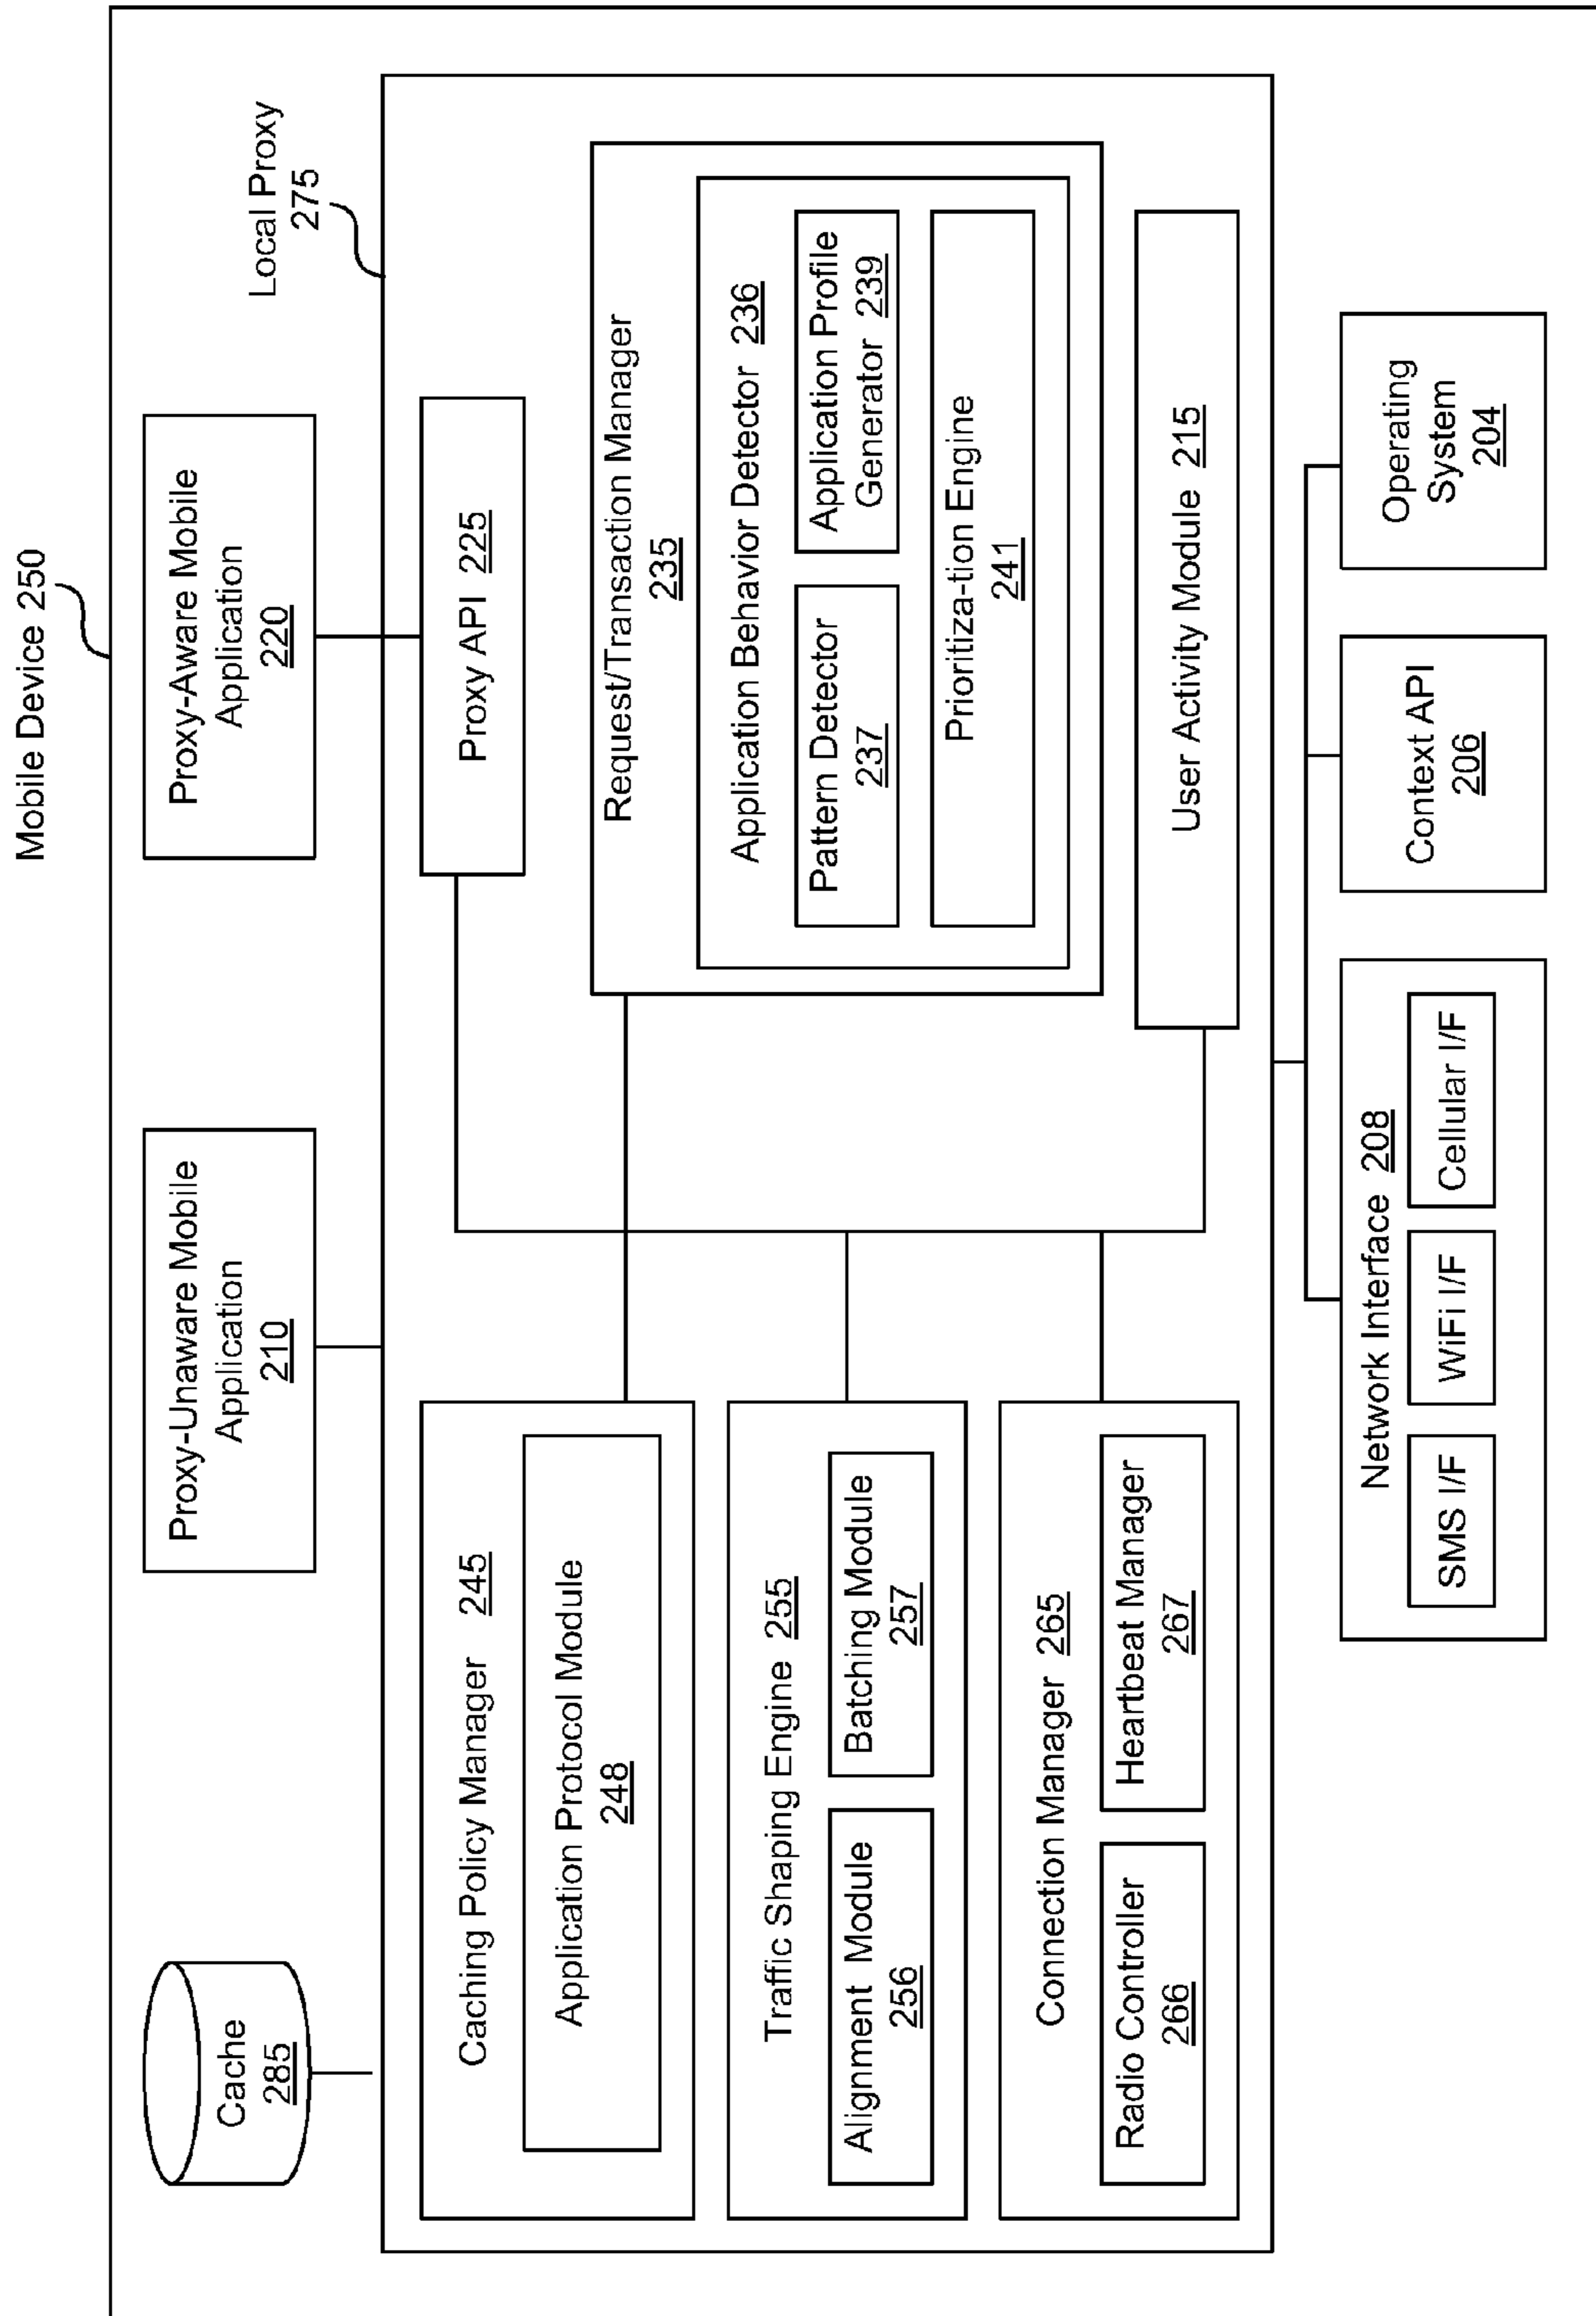 Mobile Device 250
Cache
285
Proxy-Unaware Mobile
Application
210
Proxy-Aware Mobile
Application
220
Local Proxy
275
Caching Policy Manager 245
Application Protocol Module
248
Traffic Shaping Engine 255
Alignment Module
256
Batching Module
257
Connection Manager 265
Radio Controller
266
Heartbeat Manager
267
Proxy API 225
Request/Transaction Manager
235
Application Behavior Detector 236
Pattern Detector
237
Application Profile
Generator 239
Prioritiza-tion Engine
241
User Activity Module 215
Network Interface 208
SMS I/F
WiFi I/F
Cellular I/F
Context API
206
Operating
System
204